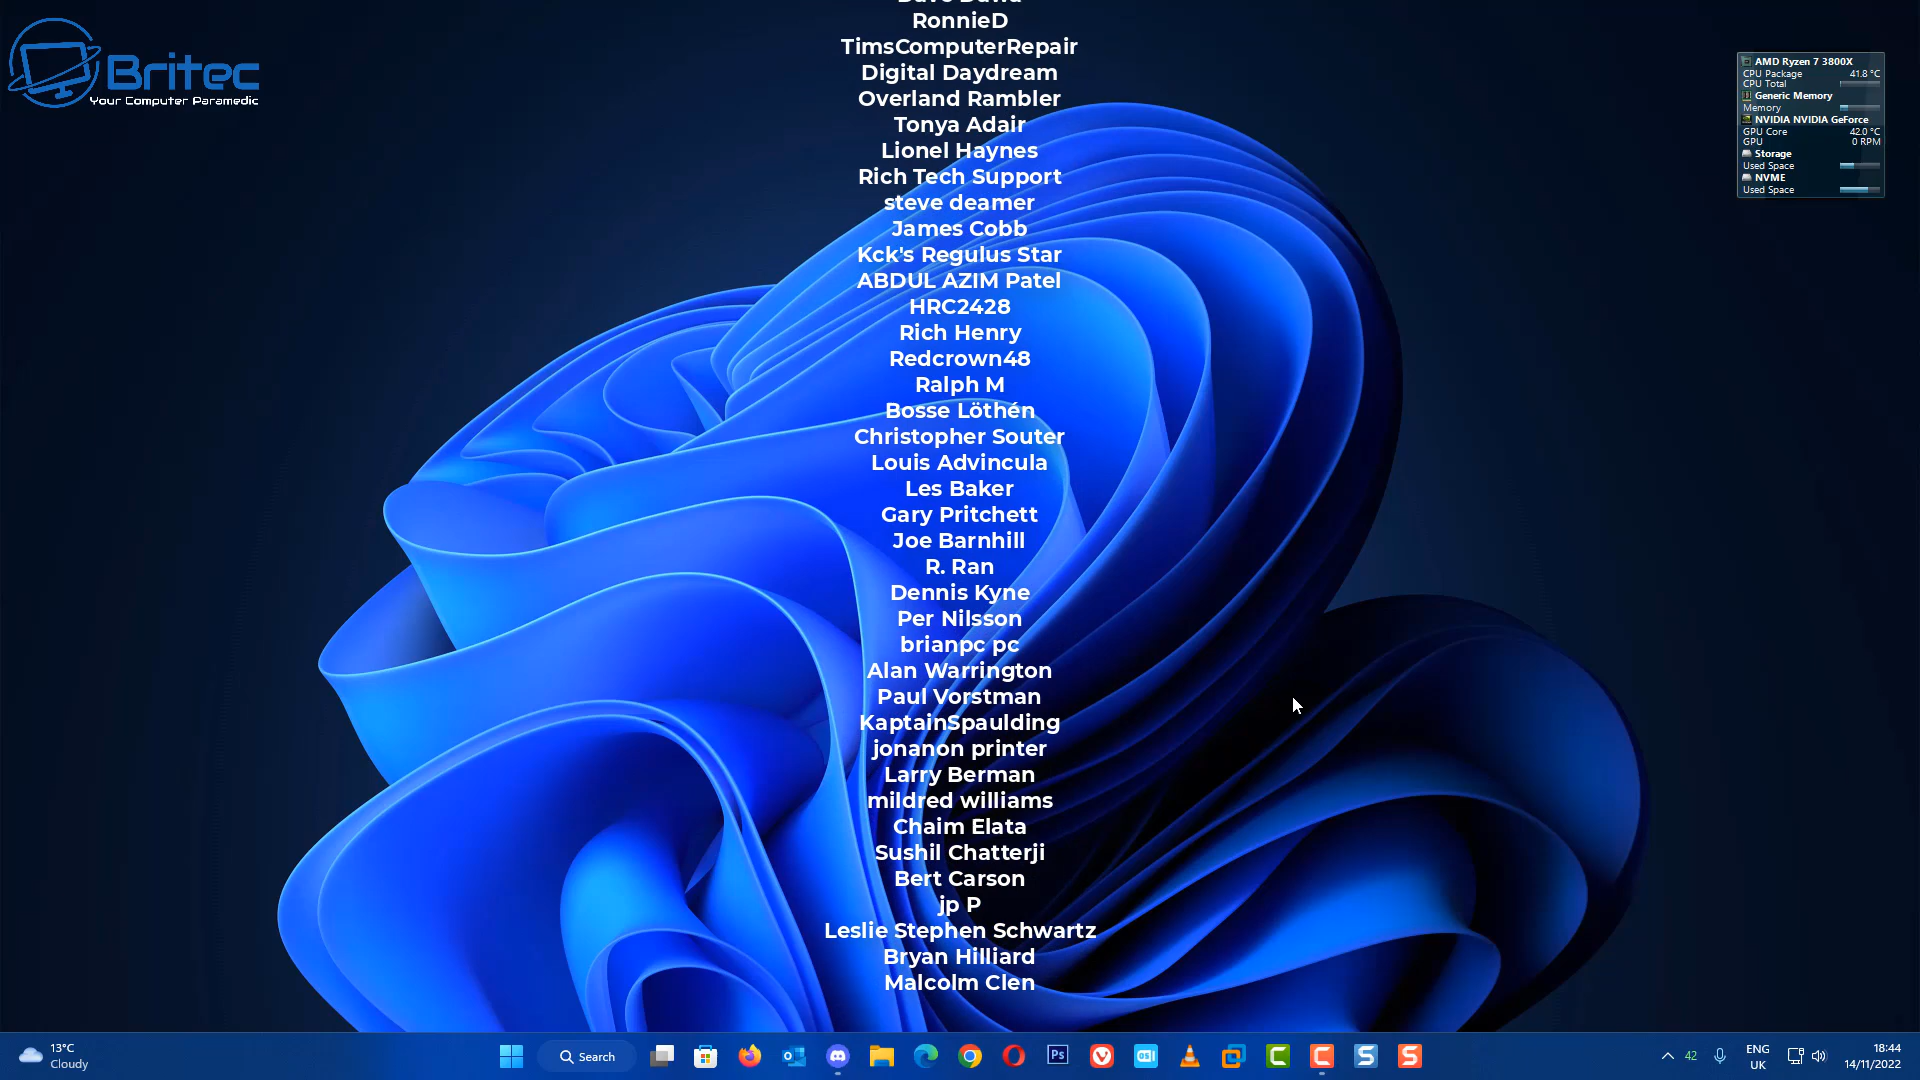 RonnieD
TimsComputerRepair
Digital Daydream
Overland Rambler
Tonya Adair
Lionel Haynes
Rich Tech Support
steve deamer
James Cobb
Kck's Regulus Star
ABDUL AZIM Patel
HRC2428
Rich Henry
Redcrown48
Ralph M
Bosse Löthén
Christopher Souter
Louis Advincula
Les Baker
Gary Pritchett
Joe Barnhill
R. Ran
Dennis Kyne
Per Nilsson
brianpc pc
Alan Warrington
Paul Vorstman
KaptainSpaulding
jonanon printer
Larry Berman
mildred williams
Chaim Elata
Sushil Chatterji
Bert Carson
jp P
Leslie Stephen Schwartz
Bryan Hilliard
Malcolm Clen
Britec
Your Computer Paramedic
AMD Ryzen 7 3800X
CPU Package 41.8 °C
CPU Total
Generic Memory
Memory
NVIDIA NVIDIA GeForce
GPU Core 42.0 °C
GPU 0 RPM
Storage
Used Space
NVME
Used Space
13°C
Cloudy
Search
Ps
OSI
C
C
S
S
42
ENG
UK
18:44
14/11/2022